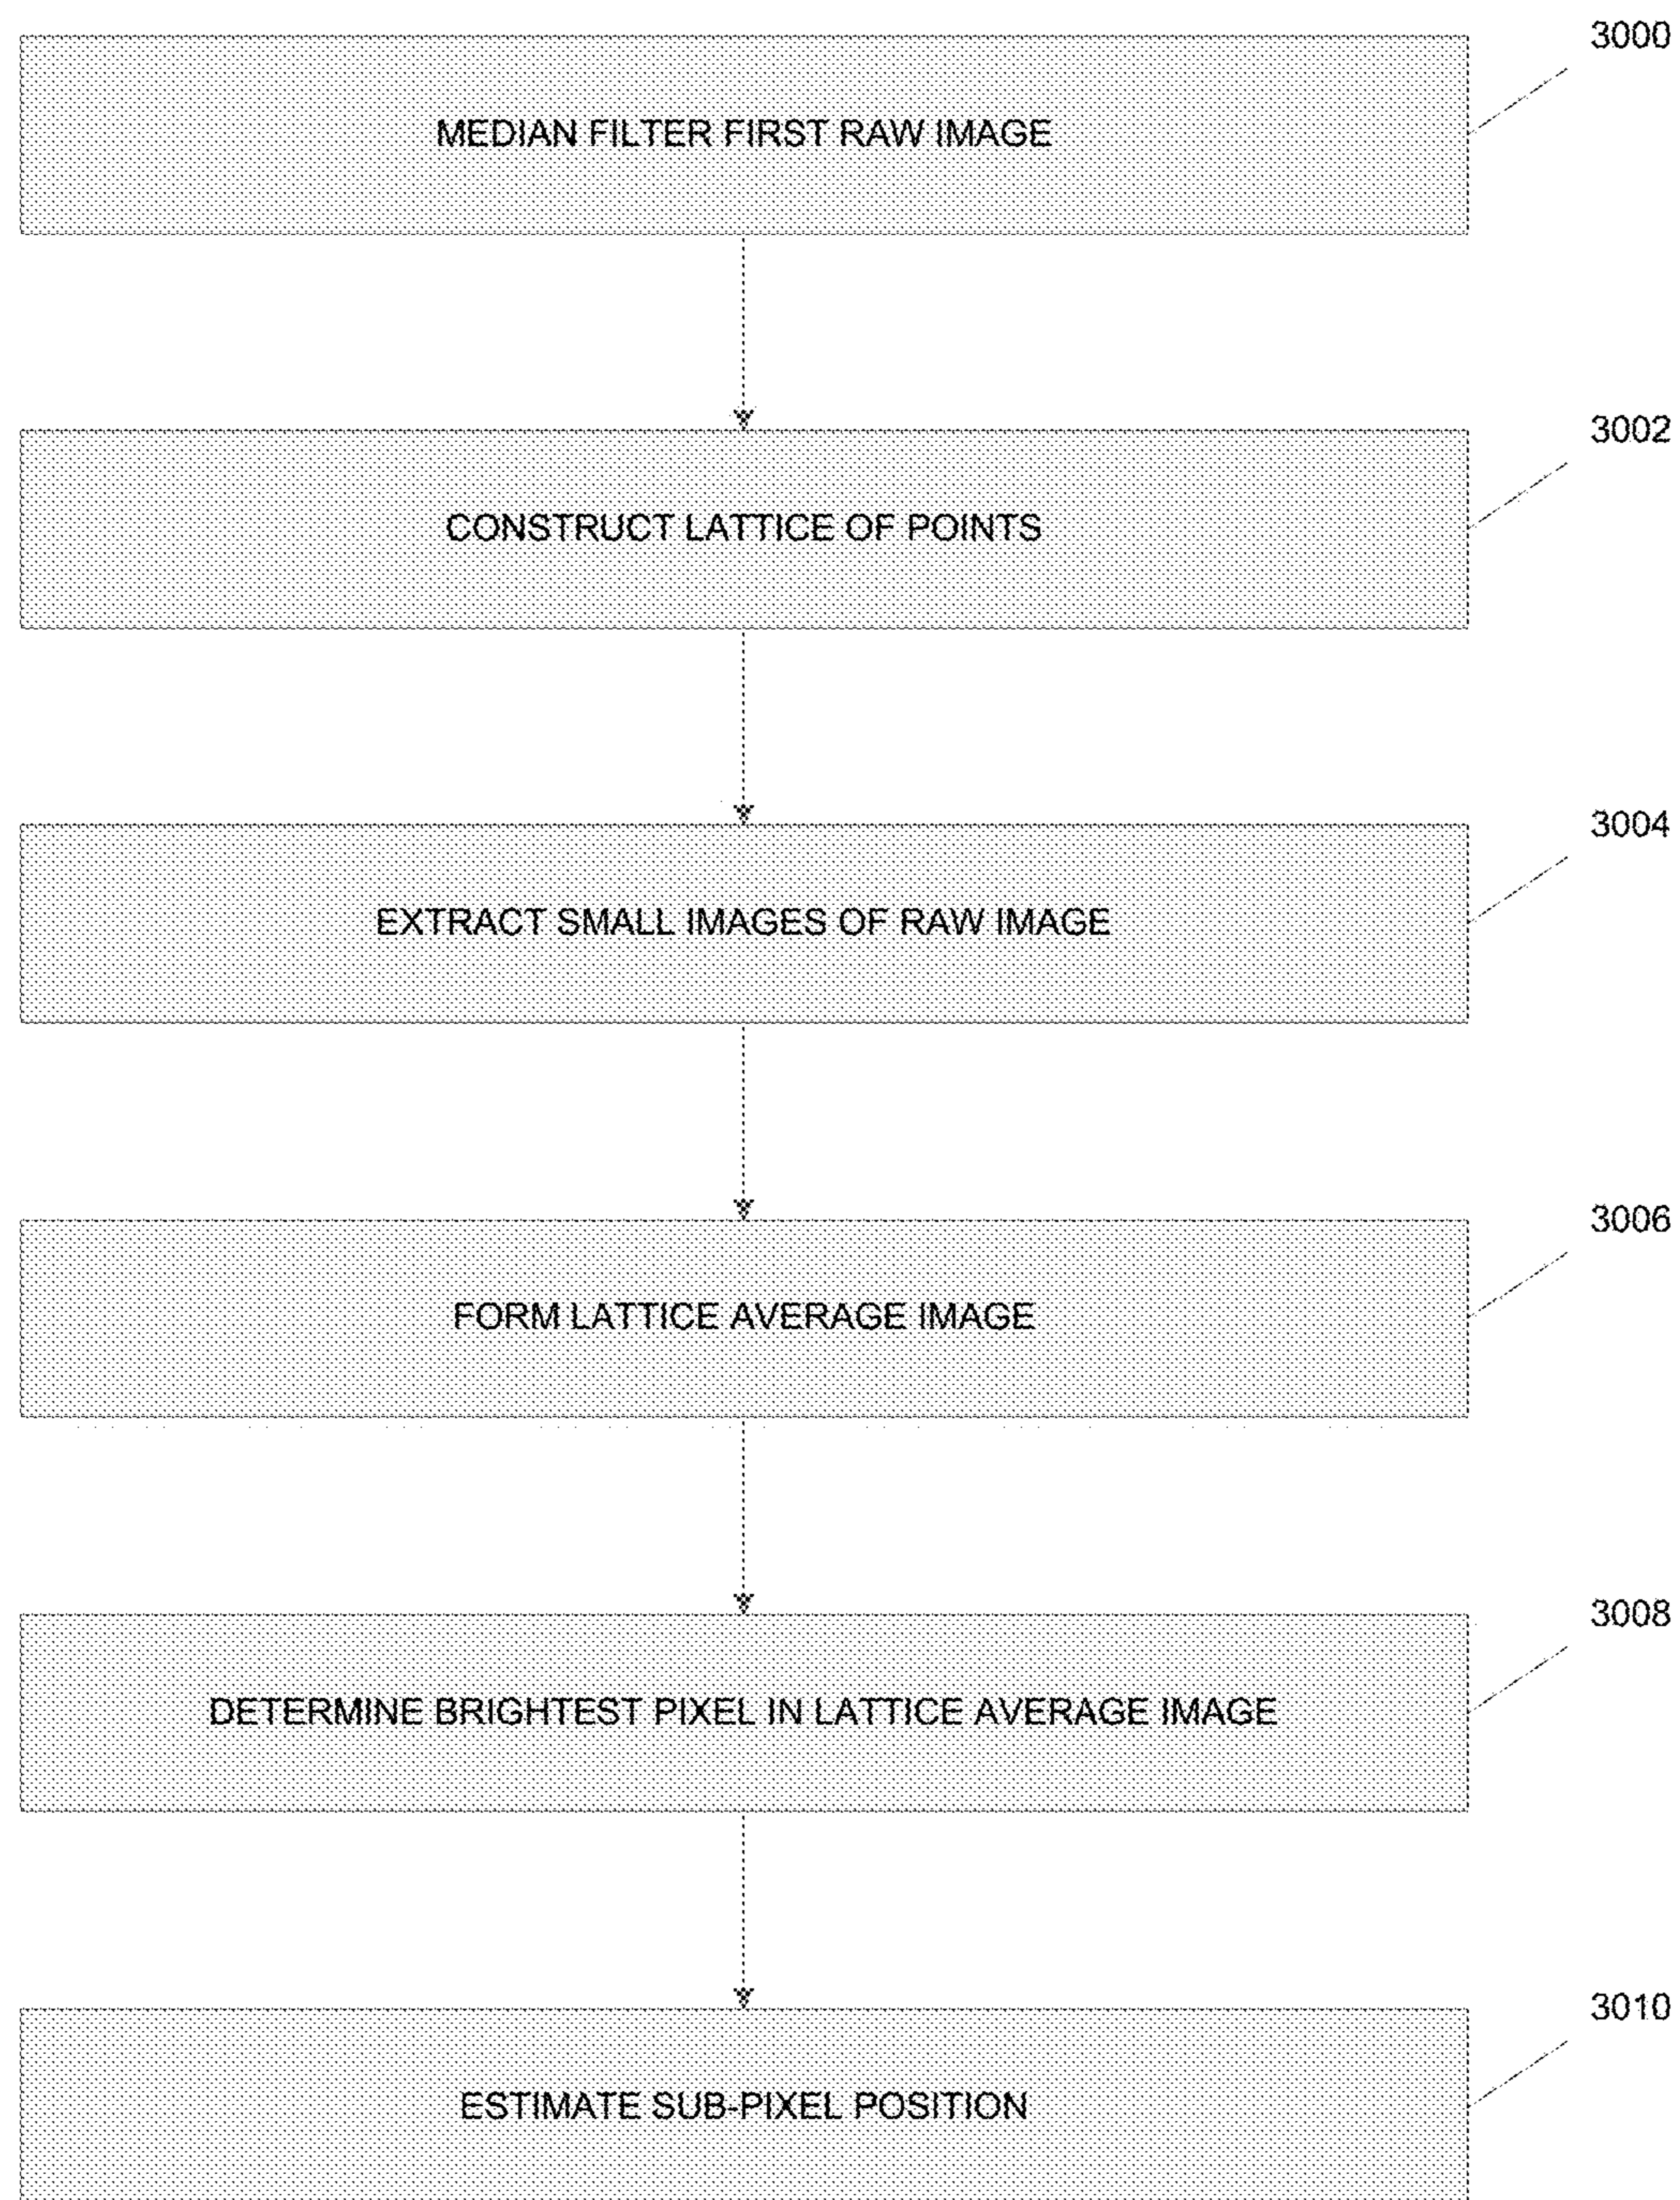 3000
MEDIAN FILTER FIRST RAW IMAGE
3002
CONSTRUCT LATTICE OF POINTS
3004
EXTRACT SMALL IMAGES OF RAW IMAGE
3006
FORM LATTICE AVERAGE IMAGE
3008
DETERMINE BRIGHTEST PIXEL IN LATTICE AVERAGE IMAGE
3010
ESTIMATE SUB-PIXEL POSITION